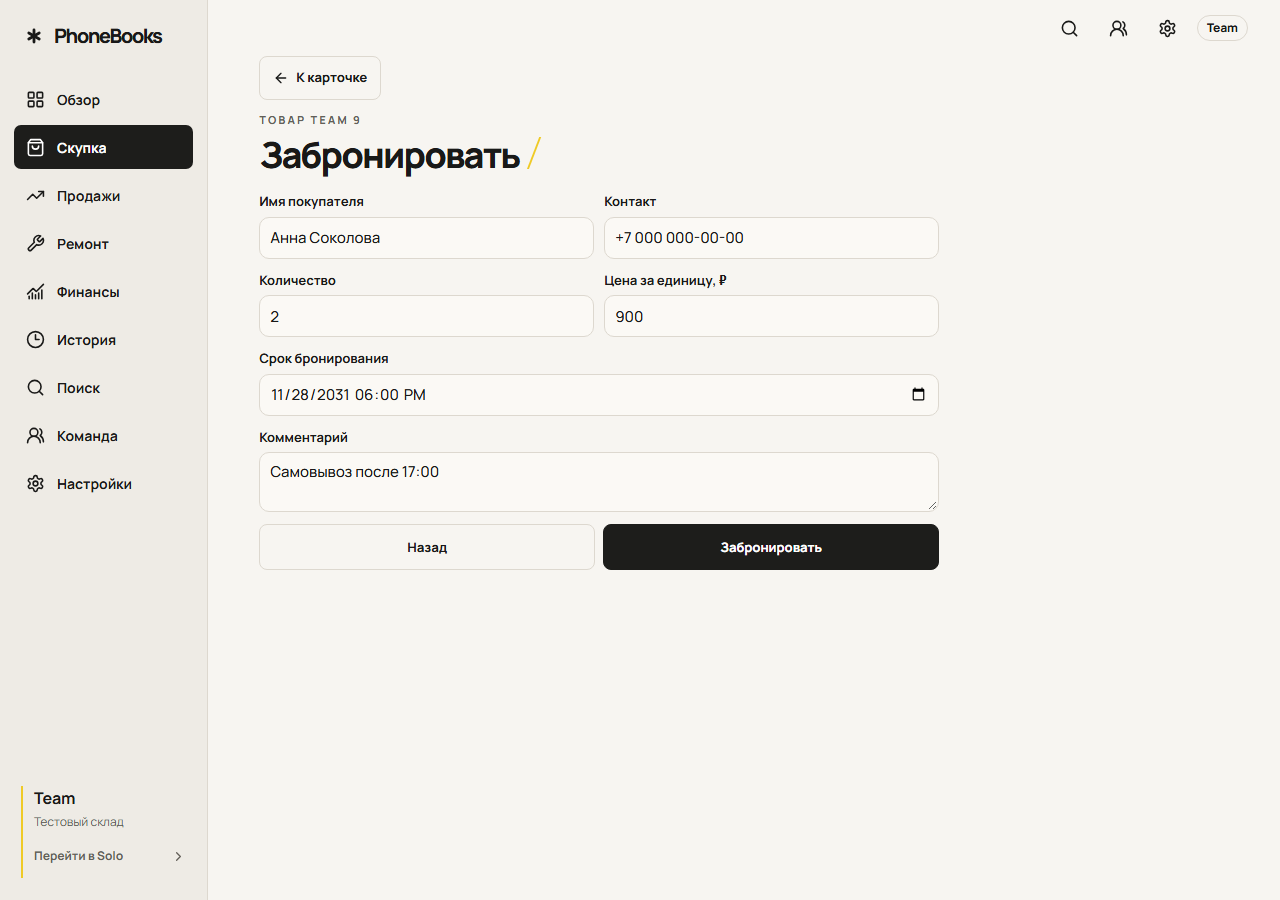 PhoneBooks
Обзор
Скупка
Продажи
Ремонт
Финансы
История
Поиск
Команда
Настройки
Team
Тестовый склад
Перейти в Solo
Team
К карточке
ТОВАР TEAM 9
Забронировать /
Имя покупателя
Контакт
Анна Соколова
+7 000 000-00-00
Количество
Цена за единицу, ₽
2
900
Срок бронирования
11/28/2031 06:00 PM
Комментарий
Самовывоз после 17:00
Назад
Забронировать